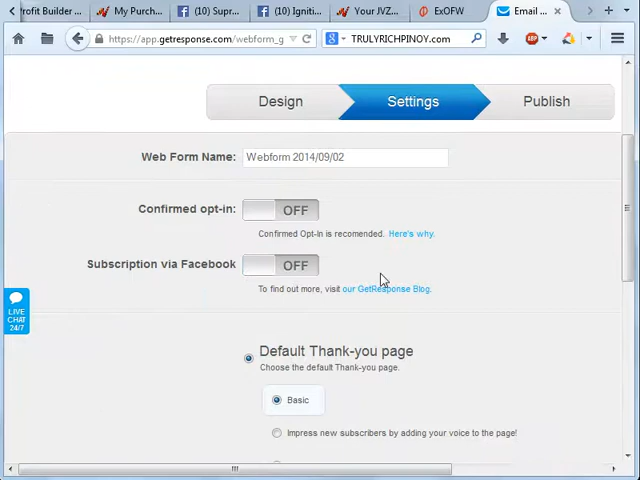 rofit Builder ...
My Purch...
(10) Supr...
(10) Igniti...
Your JVZ...
ExOFW
Email ...
https://app.getresponse.com/webform_g
TRULYRICHPINOY.com
ABP
Design
Settings
Publish
Web Form Name:
Webform 2014/09/02
Confirmed opt-in:
OFF
Confirmed Opt-In is recomended. Here's why.
Subscription via Facebook
OFF
To find out more, visit our GetResponse Blog.
LIVE
CHAT
24/7
Default Thank-you page
Choose the default Thank-you page.
Basic
Impress new subscribers by adding your voice to the page!